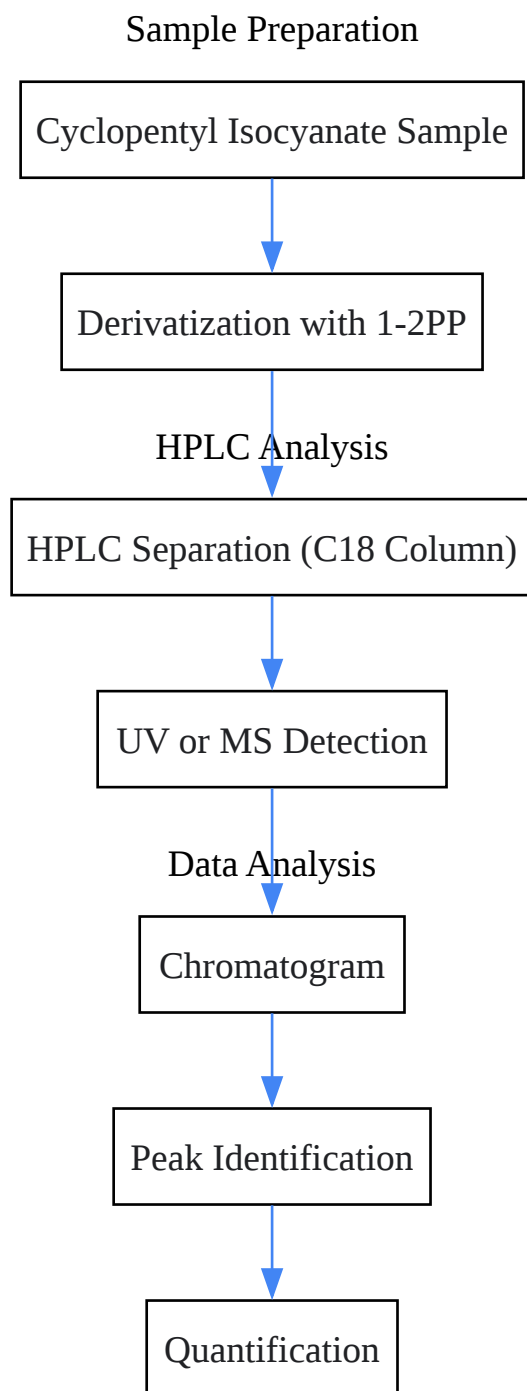 Sample Preparation
Cyclopentyl Isocyanate Sample
Derivatization with 1-2PP
HPLC Analysis
HPLC Separation (C18 Column)
UV or MS Detection
Data Analysis
Chromatogram
Peak Identification
Quantification